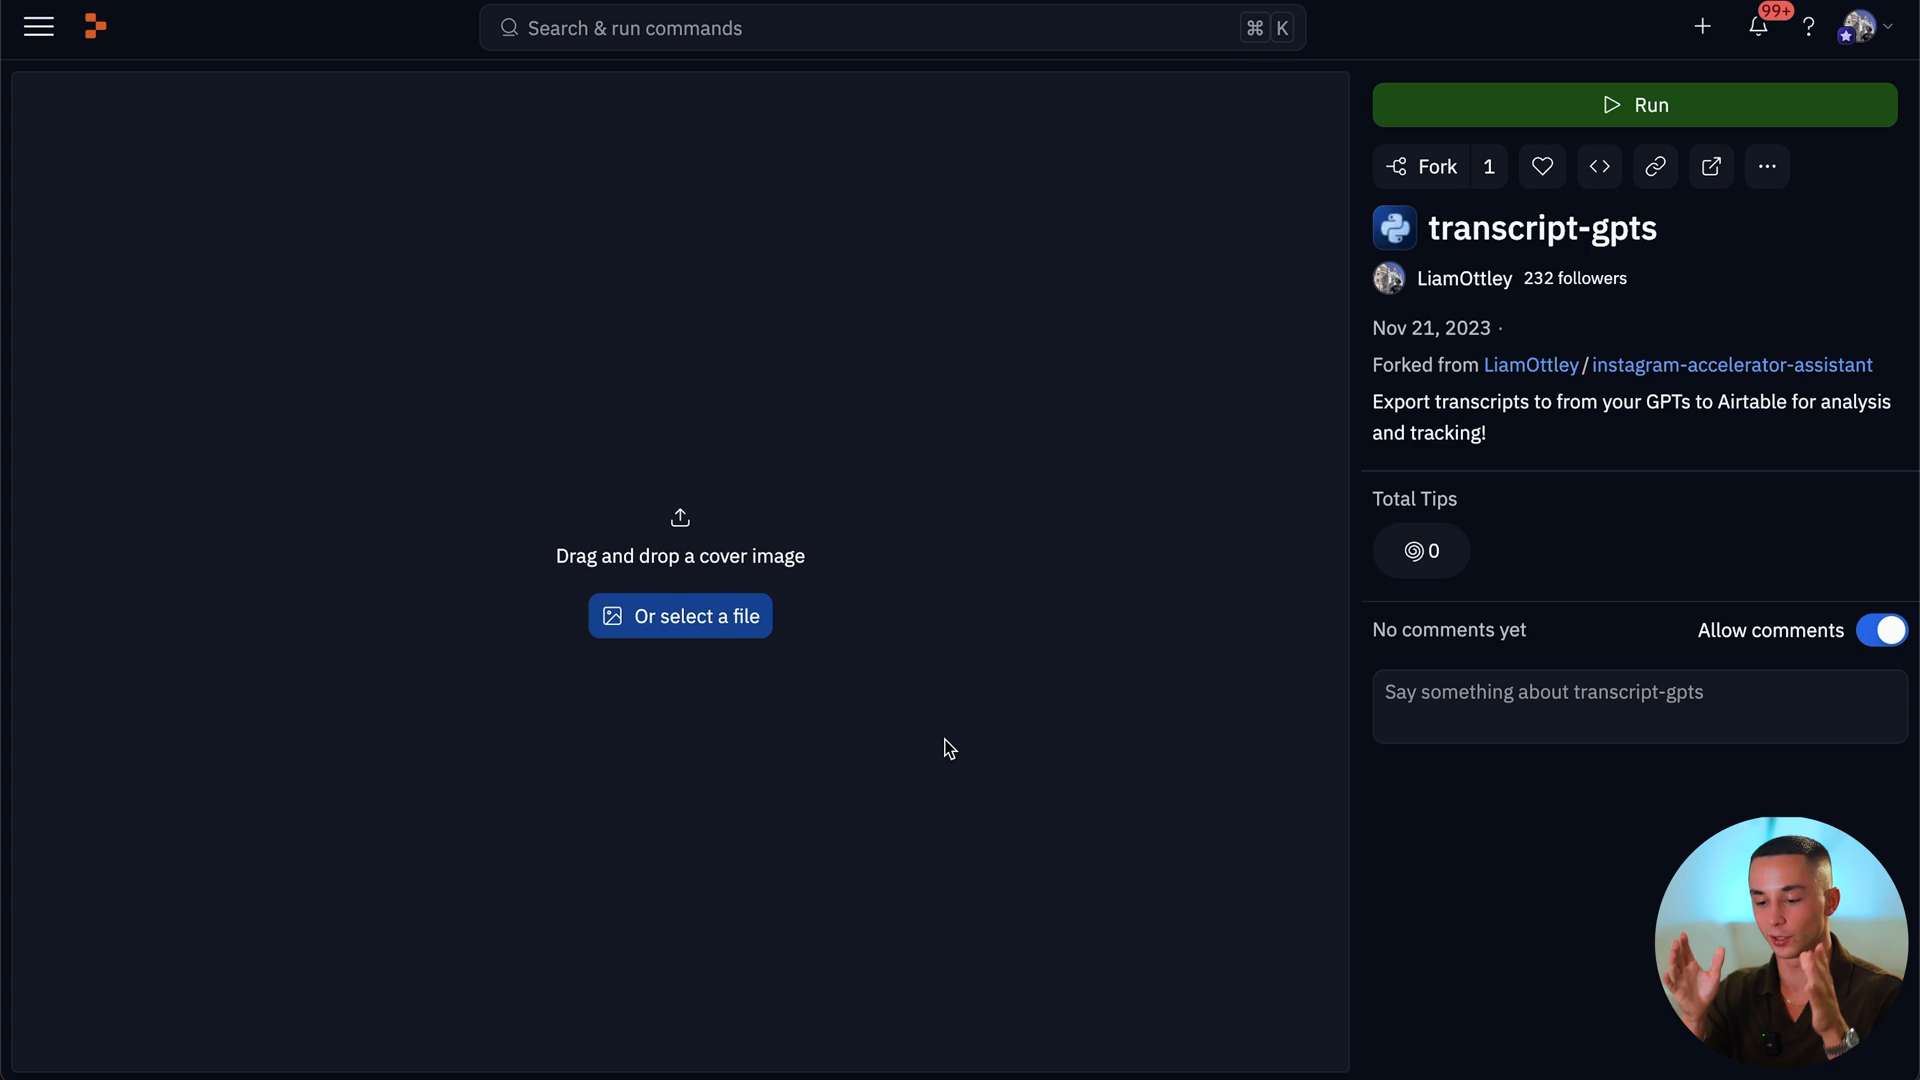 Search & run commands
⌘ K
99+
?
Run
Fork 1
transcript-gpts
LiamOttley 232 followers
Nov 21, 2023 ·
Forked from LiamOttley/instagram-accelerator-assistant
Export transcripts to from your GPTs to Airtable for analysis
and tracking!
Total Tips
0
Drag and drop a cover image
Or select a file
No comments yet
Allow comments
Say something about transcript-gpts